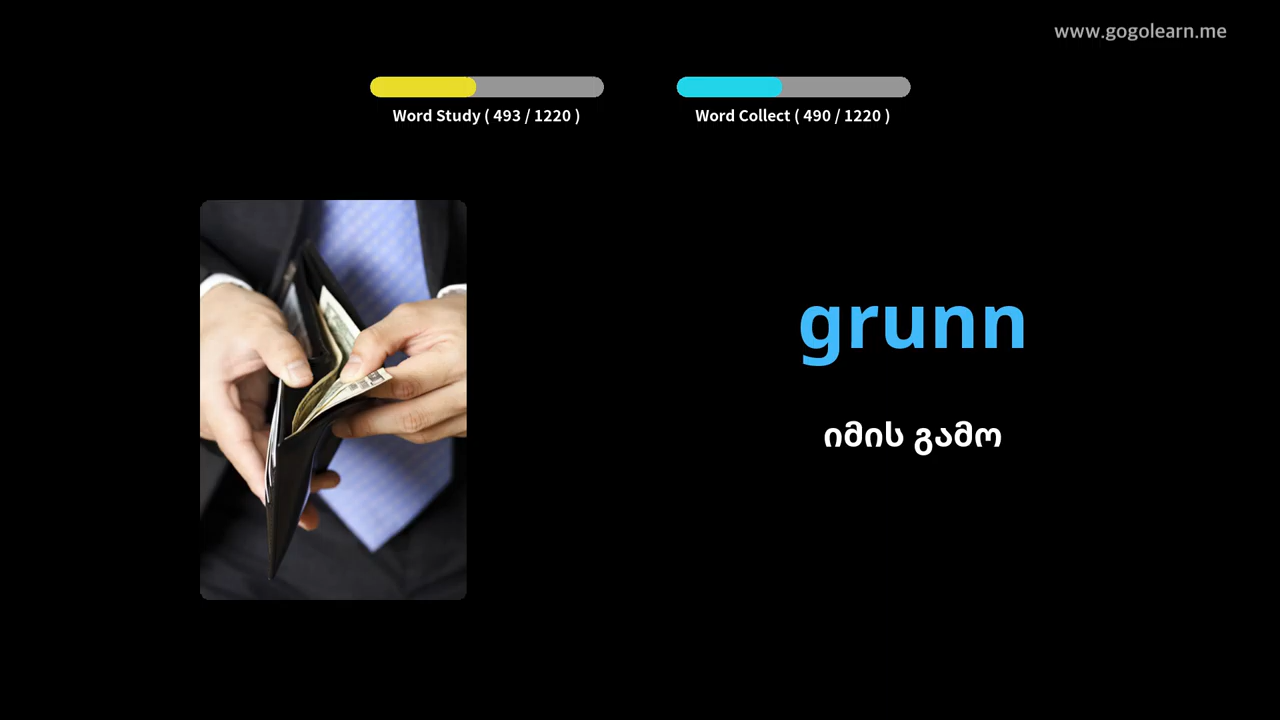 www.gogolearn.me
Word Study ( 493 / 1220 )
Word Collect ( 490 / 1220 )
grunn
იმის გამო